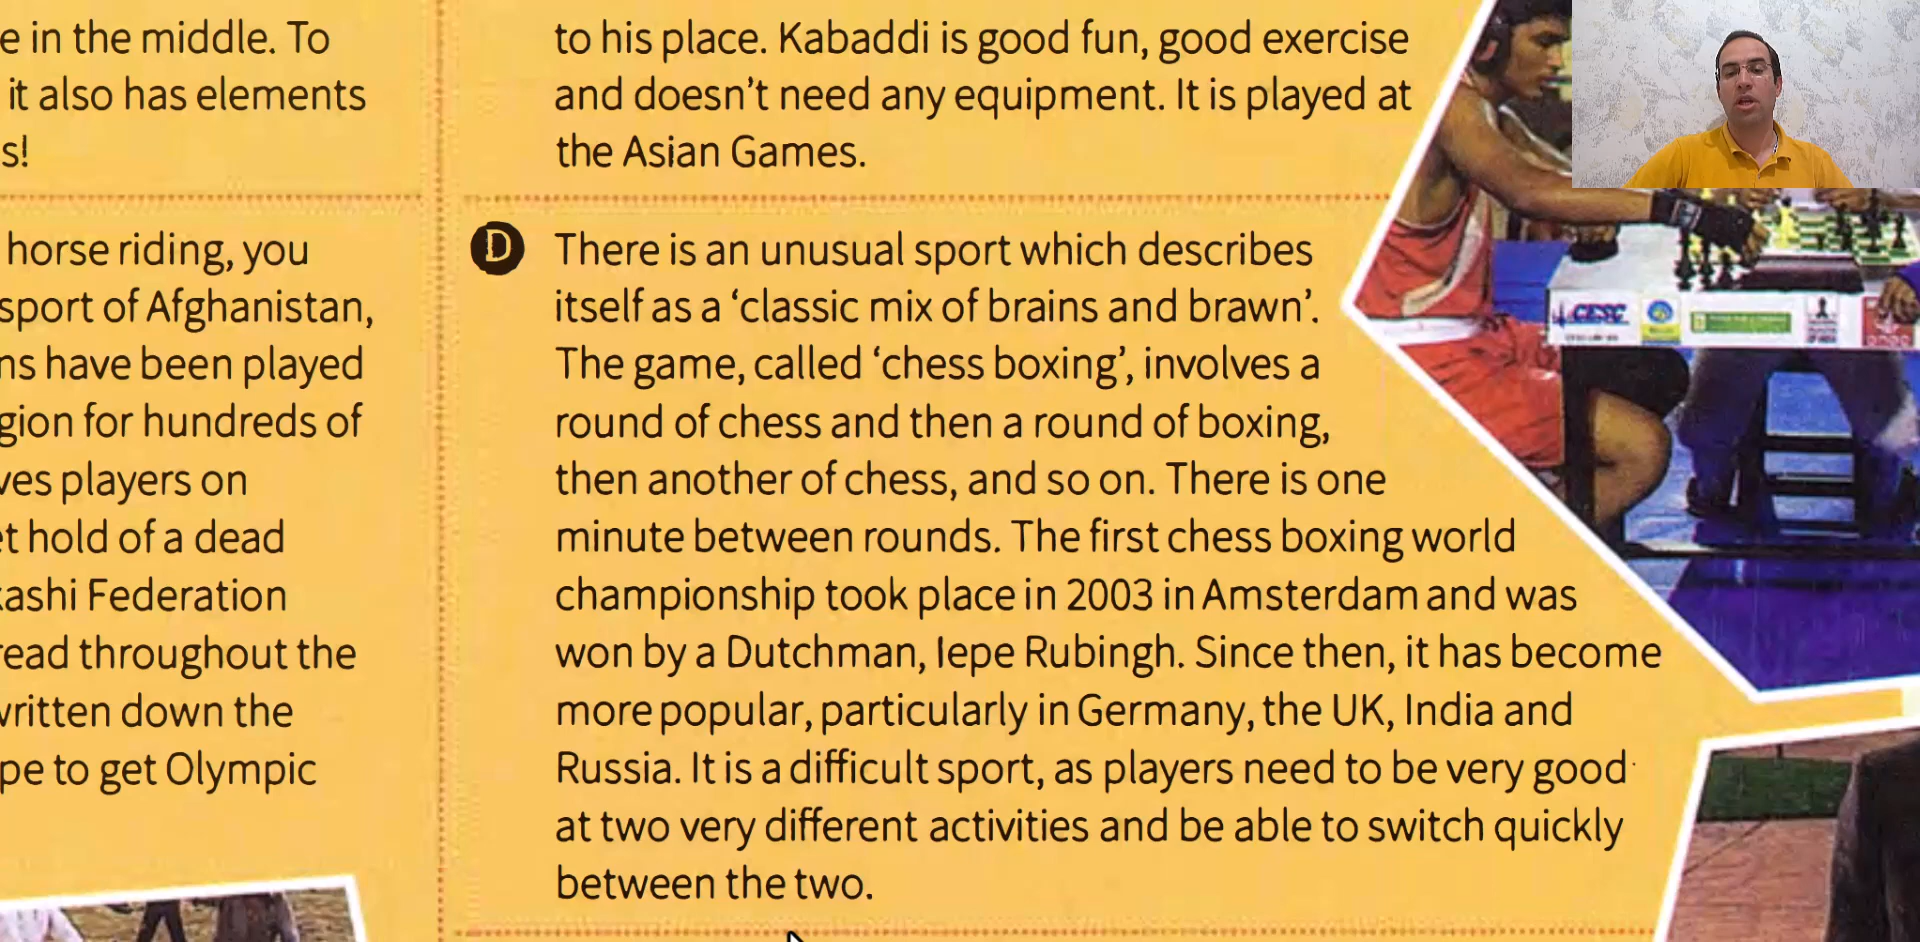 e in the middle. To
it also has elements
s!
horse riding, you
sport of Afghanistan,
ns have been played
gion for hundreds of
ves players on
et hold of a dead
kashi Federation
read throughout the
written down the
pe to get Olympic
to his place. Kabaddi is good fun, good exercise
and doesn't need any equipment. It is played at
the Asian Games.
D There is an unusual sport which describes
itself as a ‘classic mix of brains and brawn’.
The game, called ‘chess boxing’, involves a
round of chess and then a round of boxing,
then another of chess, and so on. There is one
minute between rounds. The first chess boxing world
championship took place in 2003 in Amsterdam and was
won by a Dutchman, Iepe Rubingh. Since then, it has become
more popular, particularly in Germany, the UK, India and
Russia. It is a difficult sport, as players need to be very good
at two very different activities and be able to switch quickly
between the two.
CESC